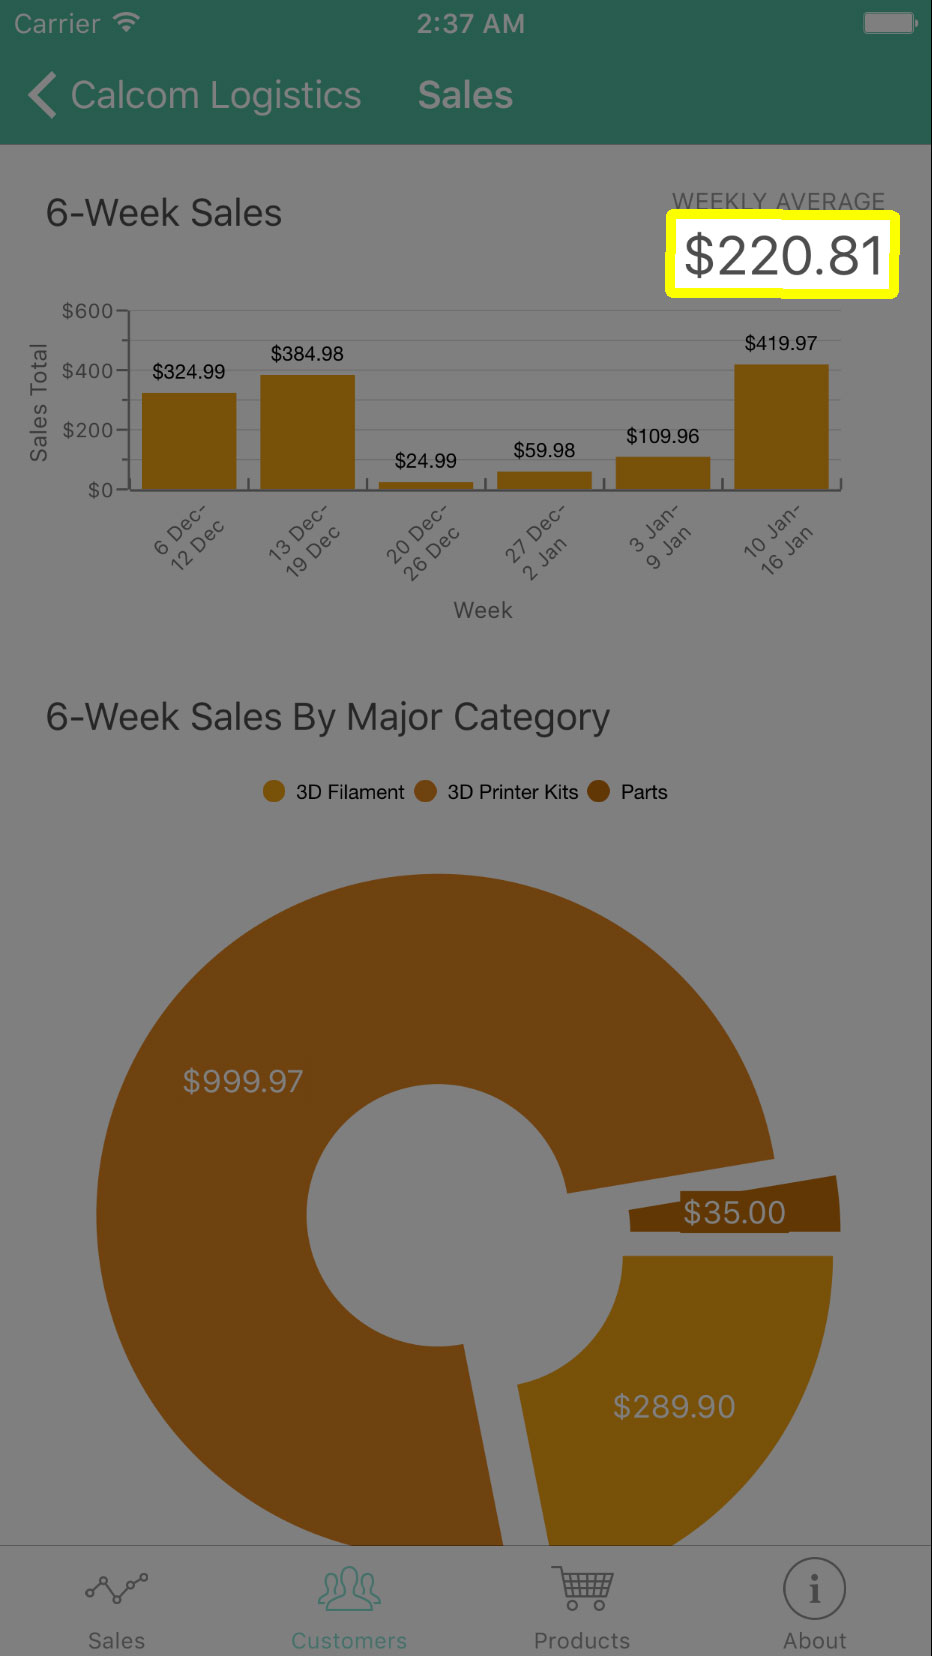 Carrier 2:37 AM
Calcom Logistics Sales
6-Week Sales
WEEKLY AVERAGE
$220.81
Sales Total
$600
$400
$200
$0
$324.99
$384.98
$24.99
$59.98
$109.96
$419.97
6 Dec-
12 Dec
13 Dec-
19 Dec
20 Dec-
26 Dec
27 Dec-
2 Jan
3 Jan-
9 Jan
10 Jan-
16 Jan
Week
6-Week Sales By Major Category
3D Filament 3D Printer Kits Parts
$999.97
$35.00
$289.90
Sales Customers Products About